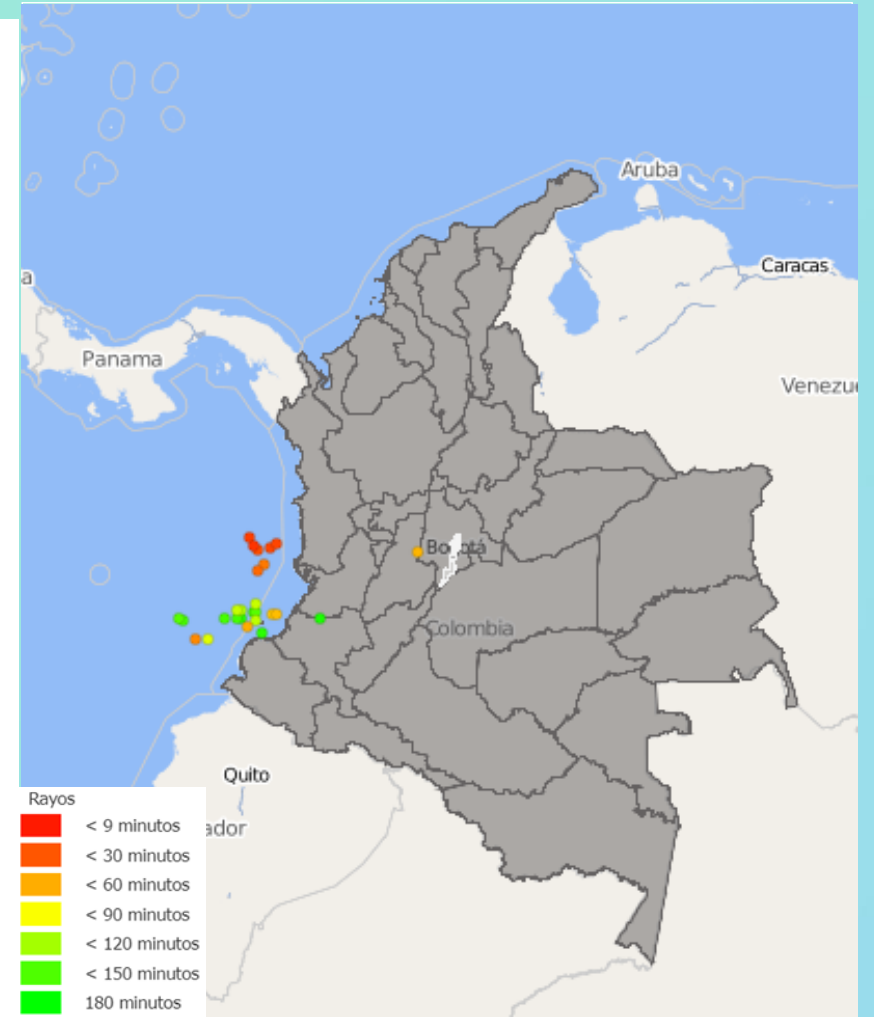 Aruba
Caracas
a
Panama
Venezue
Bogotá
Colombia
Quito
ador
Rayos
< 9 minutos
< 30 minutos
< 60 minutos
< 90 minutos
< 120 minutos
< 150 minutos
180 minutos